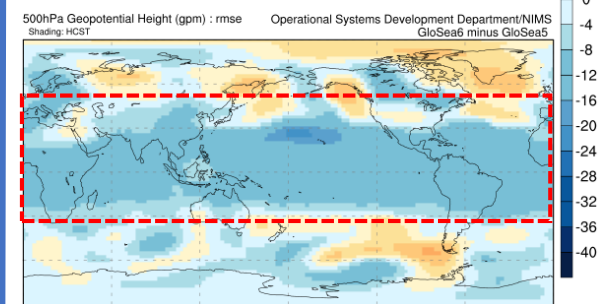 500hPa Geopotential Height (gpm) : rmse
Operational Systems Development Department/NIMS
Shading: HCST
GloSea6 minus GloSea5
0
-4
-8
-12
-16
-20
-24
-28
-32
-36
-40